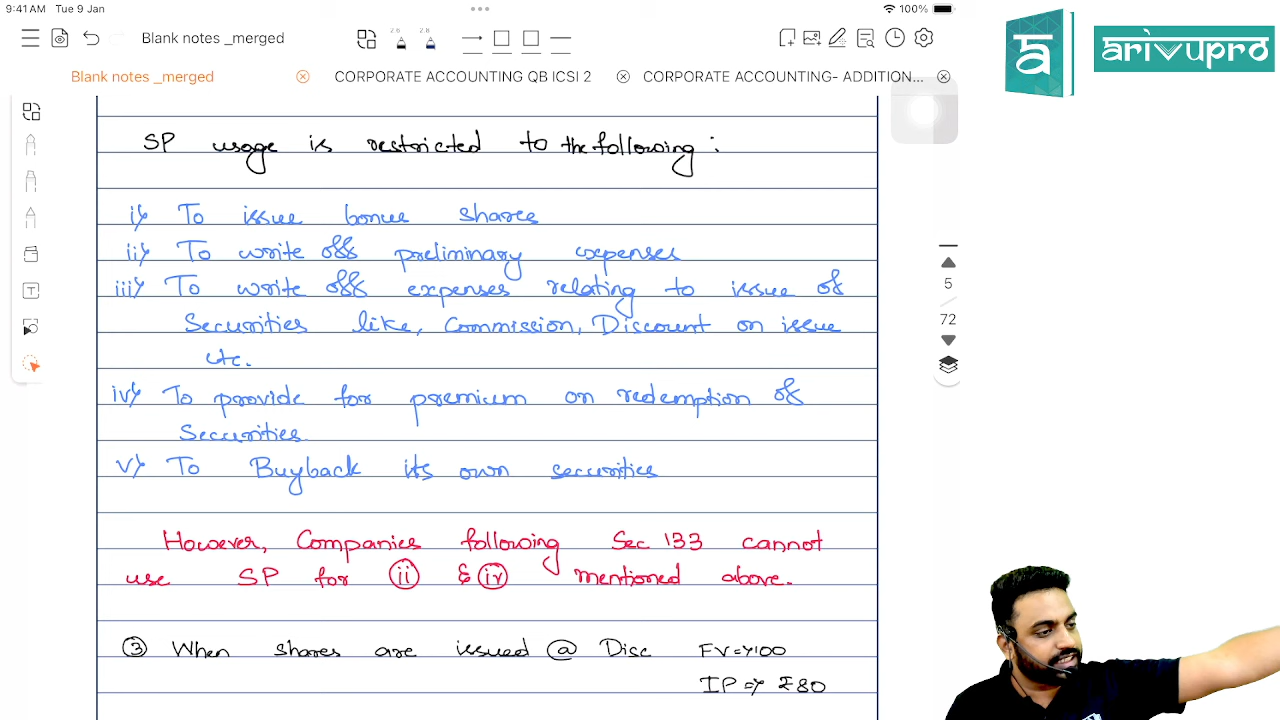 9:41 AM Tue 9 Jan
100%
Blank notes _merged
2.6 2.8
Blank notes _merged
CORPORATE ACCOUNTING QB ICSI 2
CORPORATE ACCOUNTING- ADDITION...
a
arivupro
SP usage is restricted to the following :
i) To issue bonus shares
ii) To write off preliminary expenses
iii) To write off expenses relating to issue of
Securities like, Commission, Discount on issue
etc.
iv) To provide for premium on redemption of
Securities.
v) To Buyback its own securities
However, Companies following Sec 133 cannot
use SP for (ii) & (iv) mentioned above.
③ When shares are issued @ Disc FV=>100
IP => ₹80
5
72